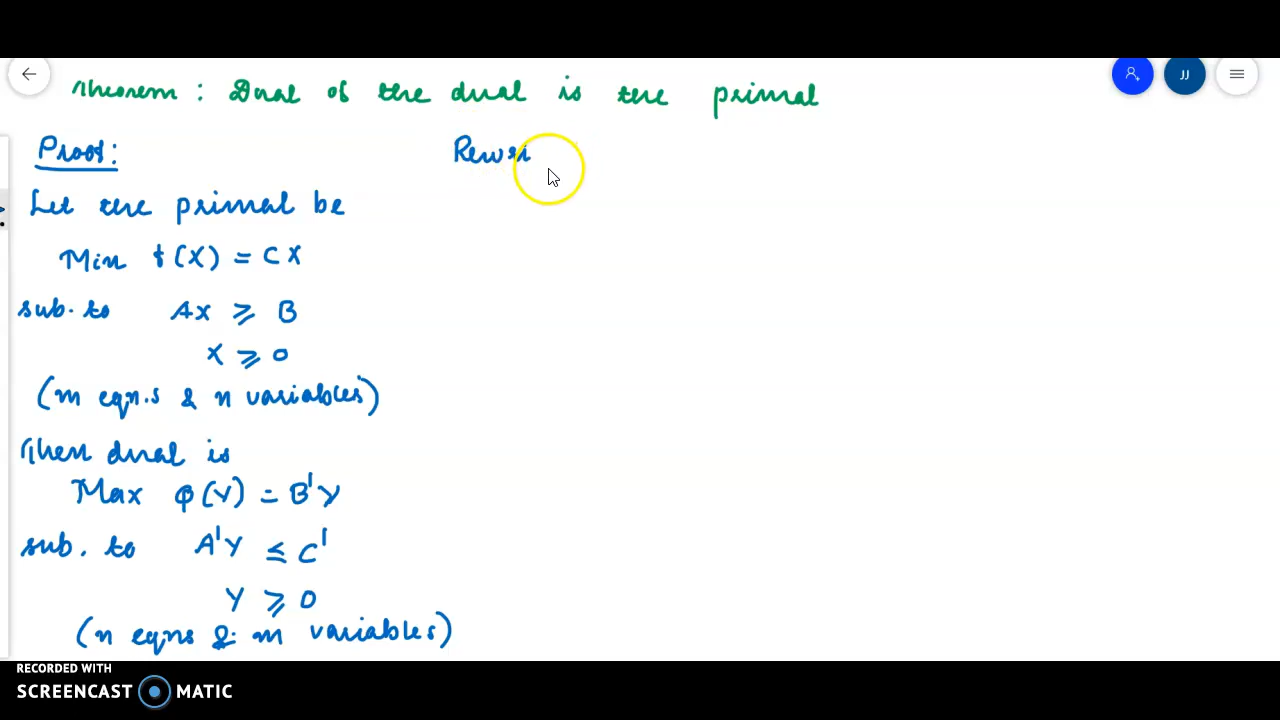 Theorem : Dual of the dual is the primal
JJ
Proof:
Let the primal be
Min f(X) = CX
sub. to AX ≥ B
X ≥ 0
(m eqn.s & n variables)
Then dual is
Max φ(Y) = B'Y
sub. to A'Y ≤ C'
Y ≥ 0
(n eqns & m variables)
Rewri
RECORDED WITH
SCREENCAST MATIC